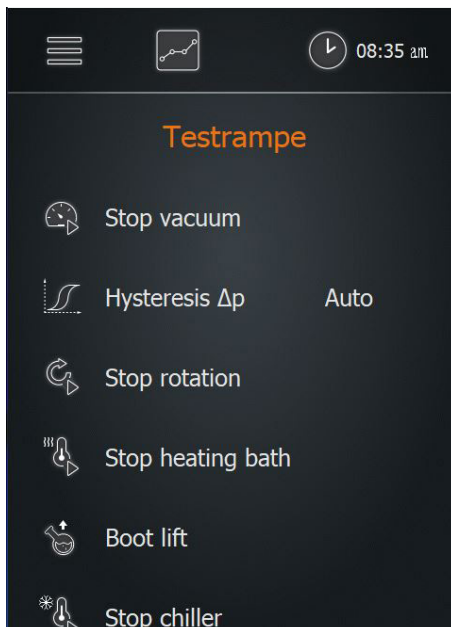 08:35 am
Testrampe
Stop vacuum
Hysteresis Δp Auto
Stop rotation
Stop heating bath
Boot lift
Stop chiller